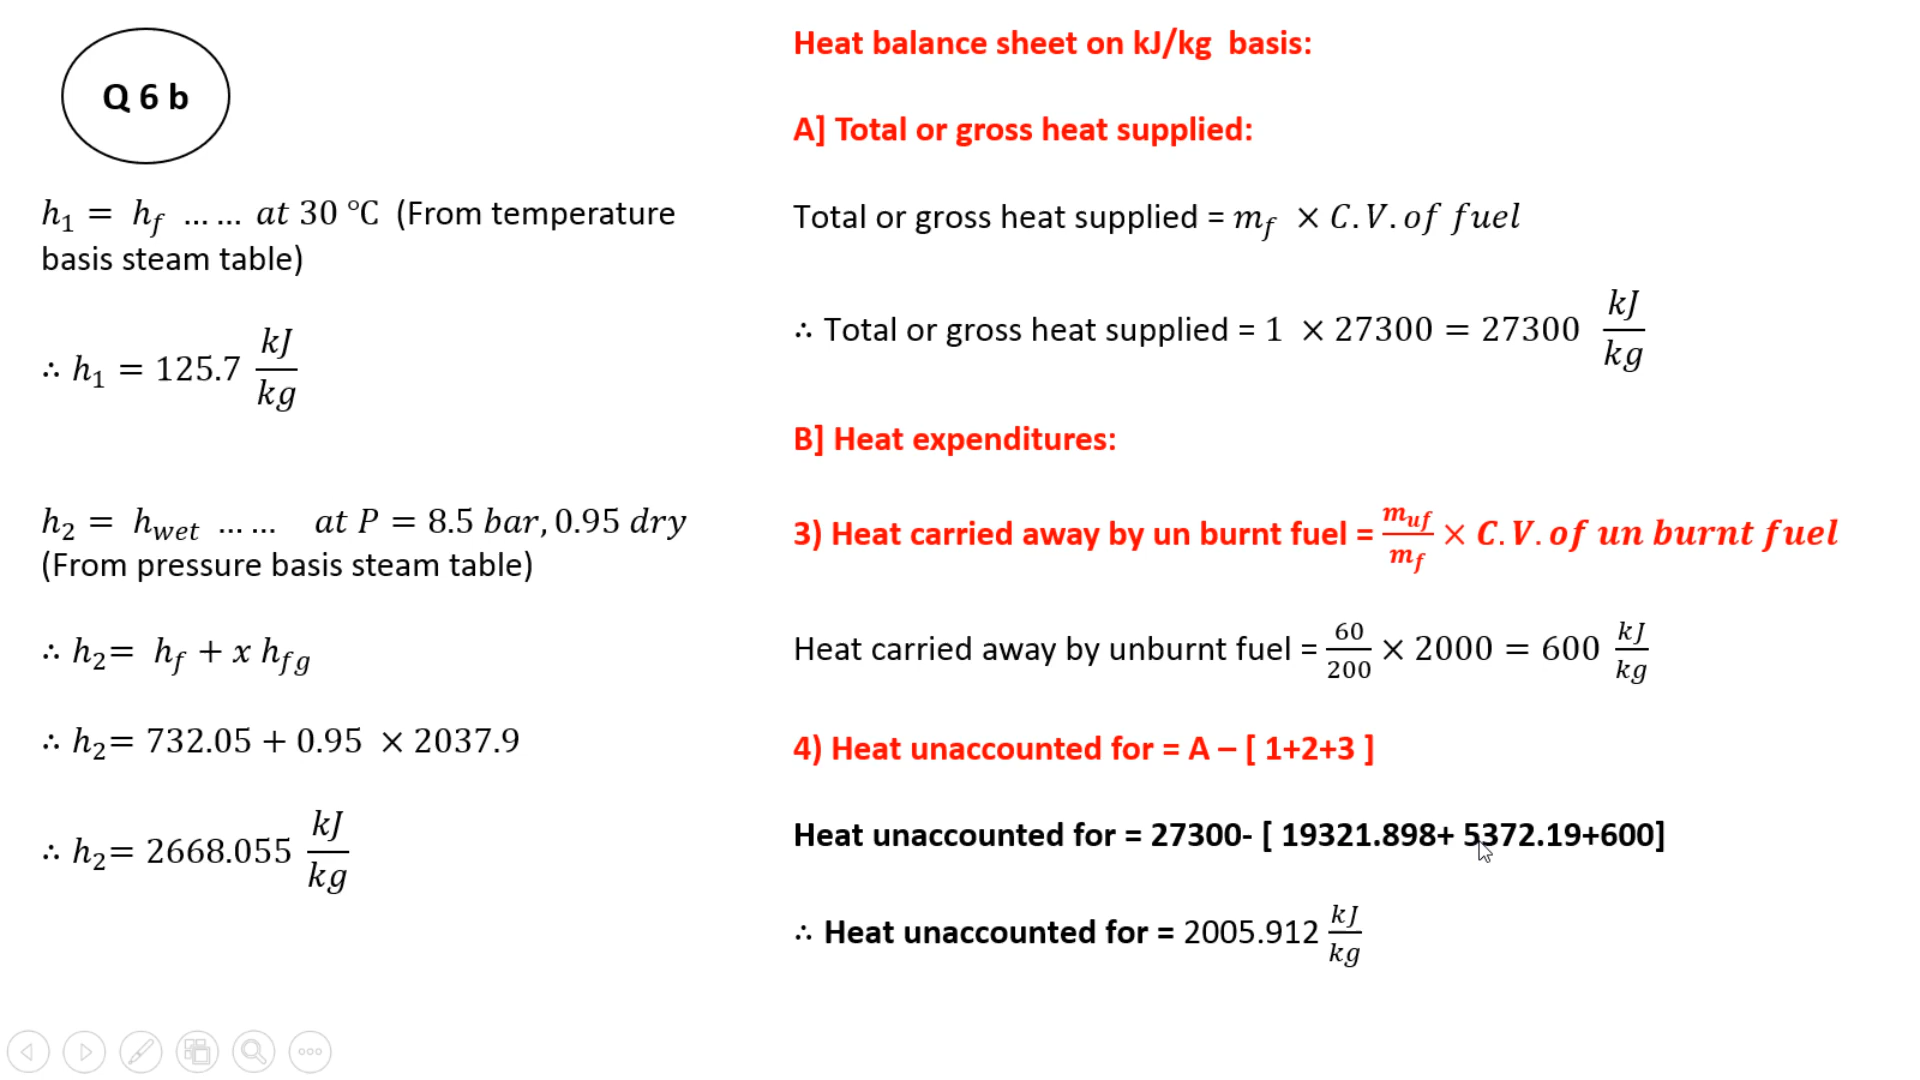 Q 6 b
h₁ = h_f …… at 30 °C (From temperature
basis steam table)
∴ h₁ = 125.7 kJ/kg
h₂ = h_wet …… at P = 8.5 bar, 0.95 dry
(From pressure basis steam table)
∴ h₂= h_f + x h_fg
∴ h₂= 732.05 + 0.95 × 2037.9
∴ h₂= 2668.055 kJ/kg
Heat balance sheet on kJ/kg basis:
A] Total or gross heat supplied:
Total or gross heat supplied = m_f × C.V. of fuel
∴ Total or gross heat supplied = 1 × 27300 = 27300 kJ/kg
B] Heat expenditures:
3) Heat carried away by un burnt fuel = m_uf/m_f × C.V. of un burnt fuel
Heat carried away by unburnt fuel = 60/200 × 2000 = 600 kJ/kg
4) Heat unaccounted for = A – [ 1+2+3 ]
Heat unaccounted for = 27300- [ 19321.898+ 5372.19+600]
∴ Heat unaccounted for = 2005.912 kJ/kg